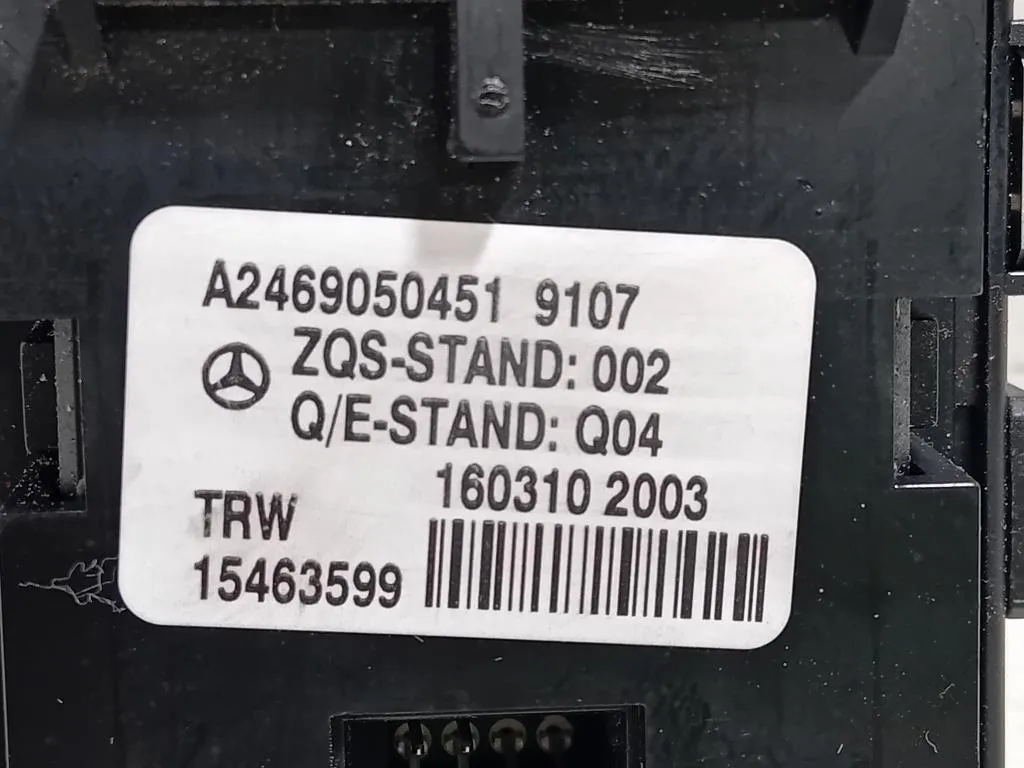 A2469050451 9107
ZQS-STAND: 002
Q/E-STAND: Q04
160310 2003
TRW
15463599